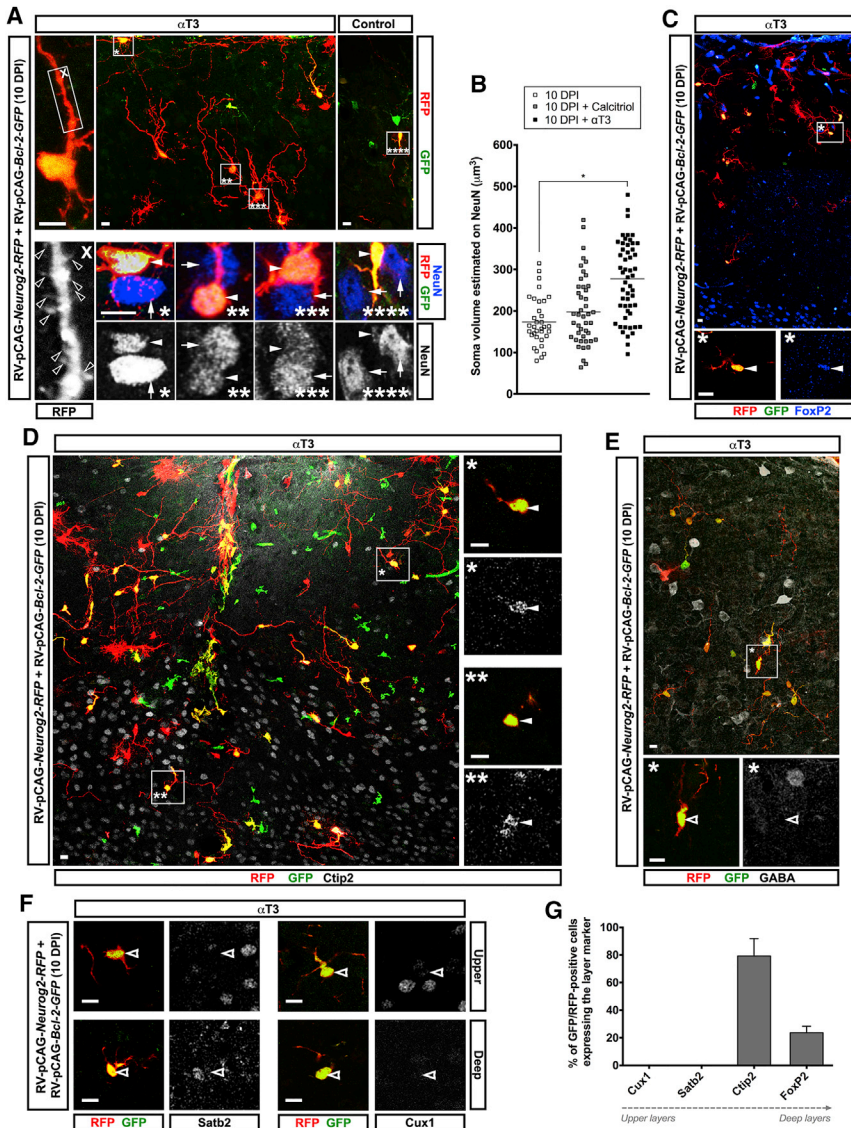 A
αT3
Control
RV-pCAG-Neurog2-RFP + RV-pCAG-Bcl-2-GFP (10 DPI)
X
*
**
***
****
RFP
GFP
X
*
**
***
****
RFP GFP
NeuN
*
**
***
****
NeuN
RFP
B
10 DPI
10 DPI + Calcitriol
10 DPI + αT3
Soma volume estimated on NeuN (µm³)
600
500
400
300
200
100
0
*
C
αT3
RV-pCAG-Neurog2-RFP + RV-pCAG-Bcl-2-GFP (10 DPI)
*
*
*
RFP GFP FoxP2
D
αT3
RV-pCAG-Neurog2-RFP + RV-pCAG-Bcl-2-GFP (10 DPI)
*
**
*
*
**
**
RFP GFP Ctip2
E
αT3
RV-pCAG-Neurog2-RFP + RV-pCAG-Bcl-2-GFP (10 DPI)
*
*
*
RFP GFP GABA
F
αT3
RV-pCAG-Neurog2-RFP +
RV-pCAG-Bcl-2-GFP (10 DPI)
Upper
Deep
RFP GFP
Satb2
RFP GFP
Cux1
G
% of GFP/RFP-positive cells
expressing the layer marker
100
80
60
40
20
0
Cux1
Satb2
Ctip2
FoxP2
Upper layers
Deep layers